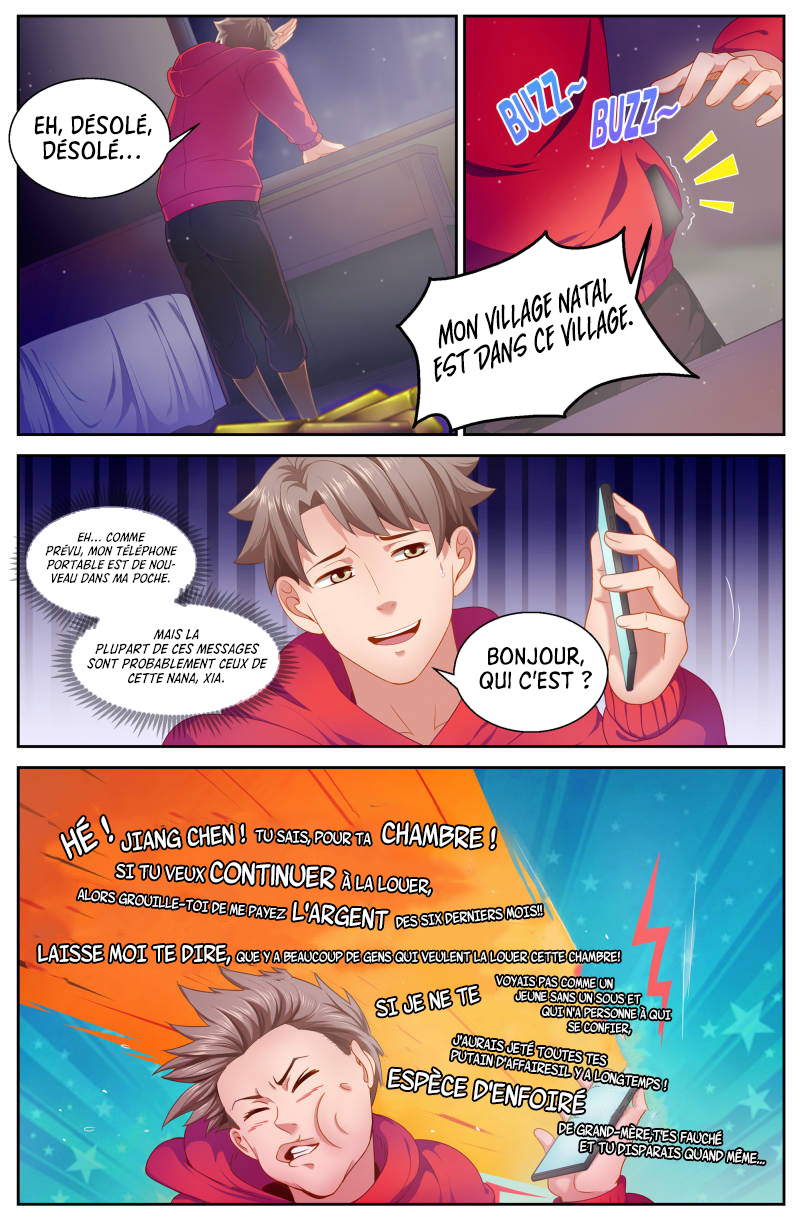 EH, DÉSOLÉ,
DÉSOLÉ...
BUZZ~
BUZZ~
MON VILLAGE NATAL
EST DANS CE VILLAGE.
EH... COMME
PRÉVU, MON TÉLÉPHONE
PORTABLE EST DE NOU-
VEAU DANS MA POCHE.
MAIS LA
PLUPART DE CES MESSAGES
SONT PROBABLEMENT CEUX DE
CETTE NANA, XIA.
BONJOUR,
QUI C'EST ?
HÉ ! JIANG CHEN ! TU SAIS, POUR TA CHAMBRE !
SI TU VEUX CONTINUER À LA LOUER,
ALORS GROUILLE-TOI DE ME PAYEZ L'ARGENT DES SIX DERNIERS MOIS!!
LAISSE MOI TE DIRE, QUE Y A BEAUCOUP DE GENS QUI VEULENT LA LOUER CETTE CHAMBRE!
SI JE NE TE VOYAIS PAS COMME UN
JEUNE SANS UN SOUS ET
QUI N'A PERSONNE À QUI
SE CONFIER,
J'AURAIS JETÉ TOUTES TES
PUTAIN D'AFFAIRESIL Y A LONGTEMPS !
ESPÈCE D'ENFOIRÉ
DE GRAND-MÈRE,T'ES FAUCHÉ
ET TU DISPARAIS QUAND MÊME...